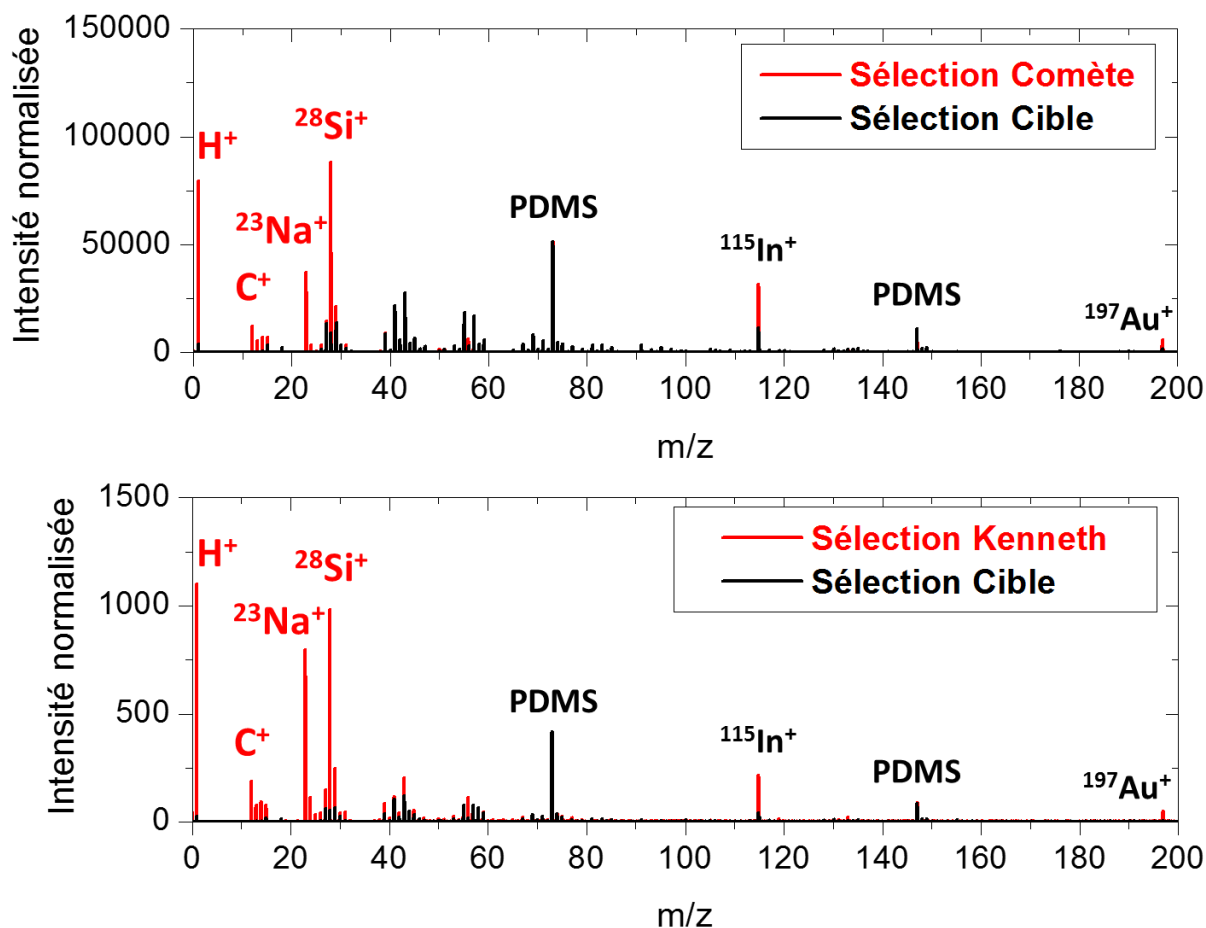 150000
100000
50000
0
Intensité normalisée
Sélection Comète
Sélection Cible
H⁺
²⁸Si⁺
²³Na⁺
C⁺
PDMS
¹¹⁵In⁺
PDMS
¹⁹⁷Au⁺
0 20 40 60 80 100 120 140 160 180 200
m/z
1500
1000
500
0
Intensité normalisée
Sélection Kenneth
Sélection Cible
H⁺
²⁸Si⁺
²³Na⁺
C⁺
PDMS
¹¹⁵In⁺
PDMS
¹⁹⁷Au⁺
0 20 40 60 80 100 120 140 160 180 200
m/z